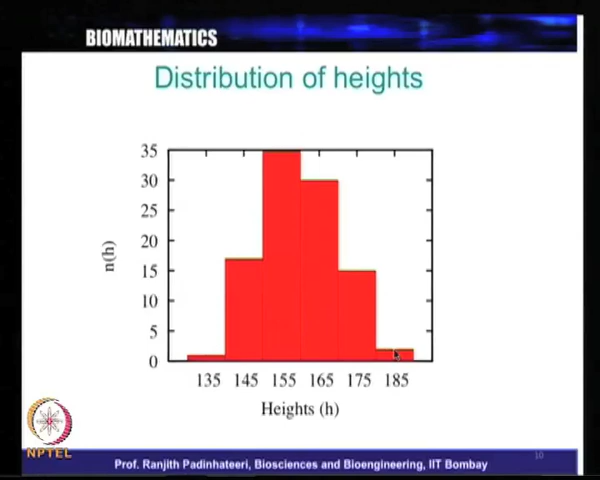 BIOMATHEMATICS
Distribution of heights
35
30
25
20
15
10
5
0
n(h)
135 145 155 165 175 185
Heights (h)
NPTEL
Prof. Ranjith Padinhateeri, Biosciences and Bioengineering, IIT Bombay
10